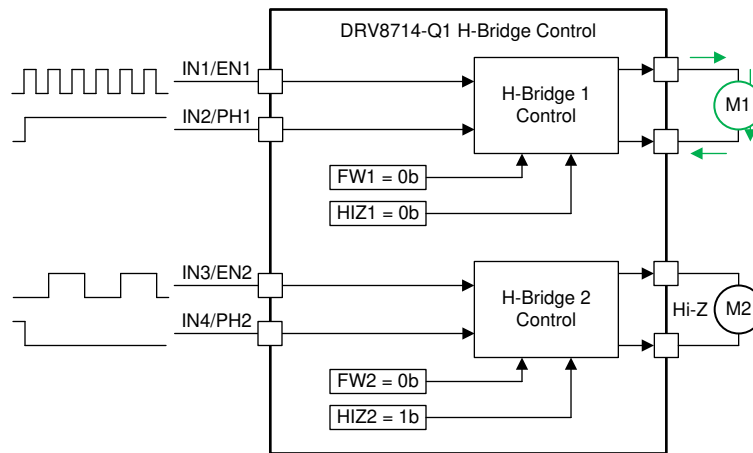 DRV8714-Q1 H-Bridge Control
IN1/EN1
IN2/PH1
H-Bridge 1
Control
M1
FW1 = 0b
HIZ1 = 0b
IN3/EN2
IN4/PH2
H-Bridge 2
Control
Hi-Z
M2
FW2 = 0b
HIZ2 = 1b